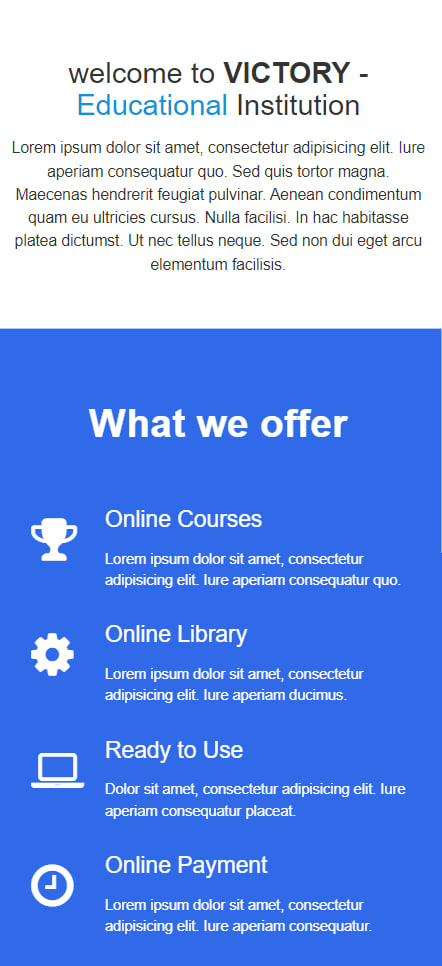 welcome to VICTORY -
Educational Institution
Lorem ipsum dolor sit amet, consectetur adipisicing elit. Iure
aperiam consequatur quo. Sed quis tortor magna.
Maecenas hendrerit feugiat pulvinar. Aenean condimentum
quam eu ultricies cursus. Nulla facilisi. In hac habitasse
platea dictumst. Ut nec tellus neque. Sed non dui eget arcu
elementum facilisis.
What we offer
Online Courses
Lorem ipsum dolor sit amet, consectetur
adipisicing elit. Iure aperiam consequatur quo.
Online Library
Lorem ipsum dolor sit amet, consectetur
adipisicing elit. Iure aperiam ducimus.
Ready to Use
Dolor sit amet, consectetur adipisicing elit. Iure
aperiam consequatur placeat.
Online Payment
Lorem ipsum dolor sit amet, consectetur
adipisicing elit. Iure aperiam consequatur.